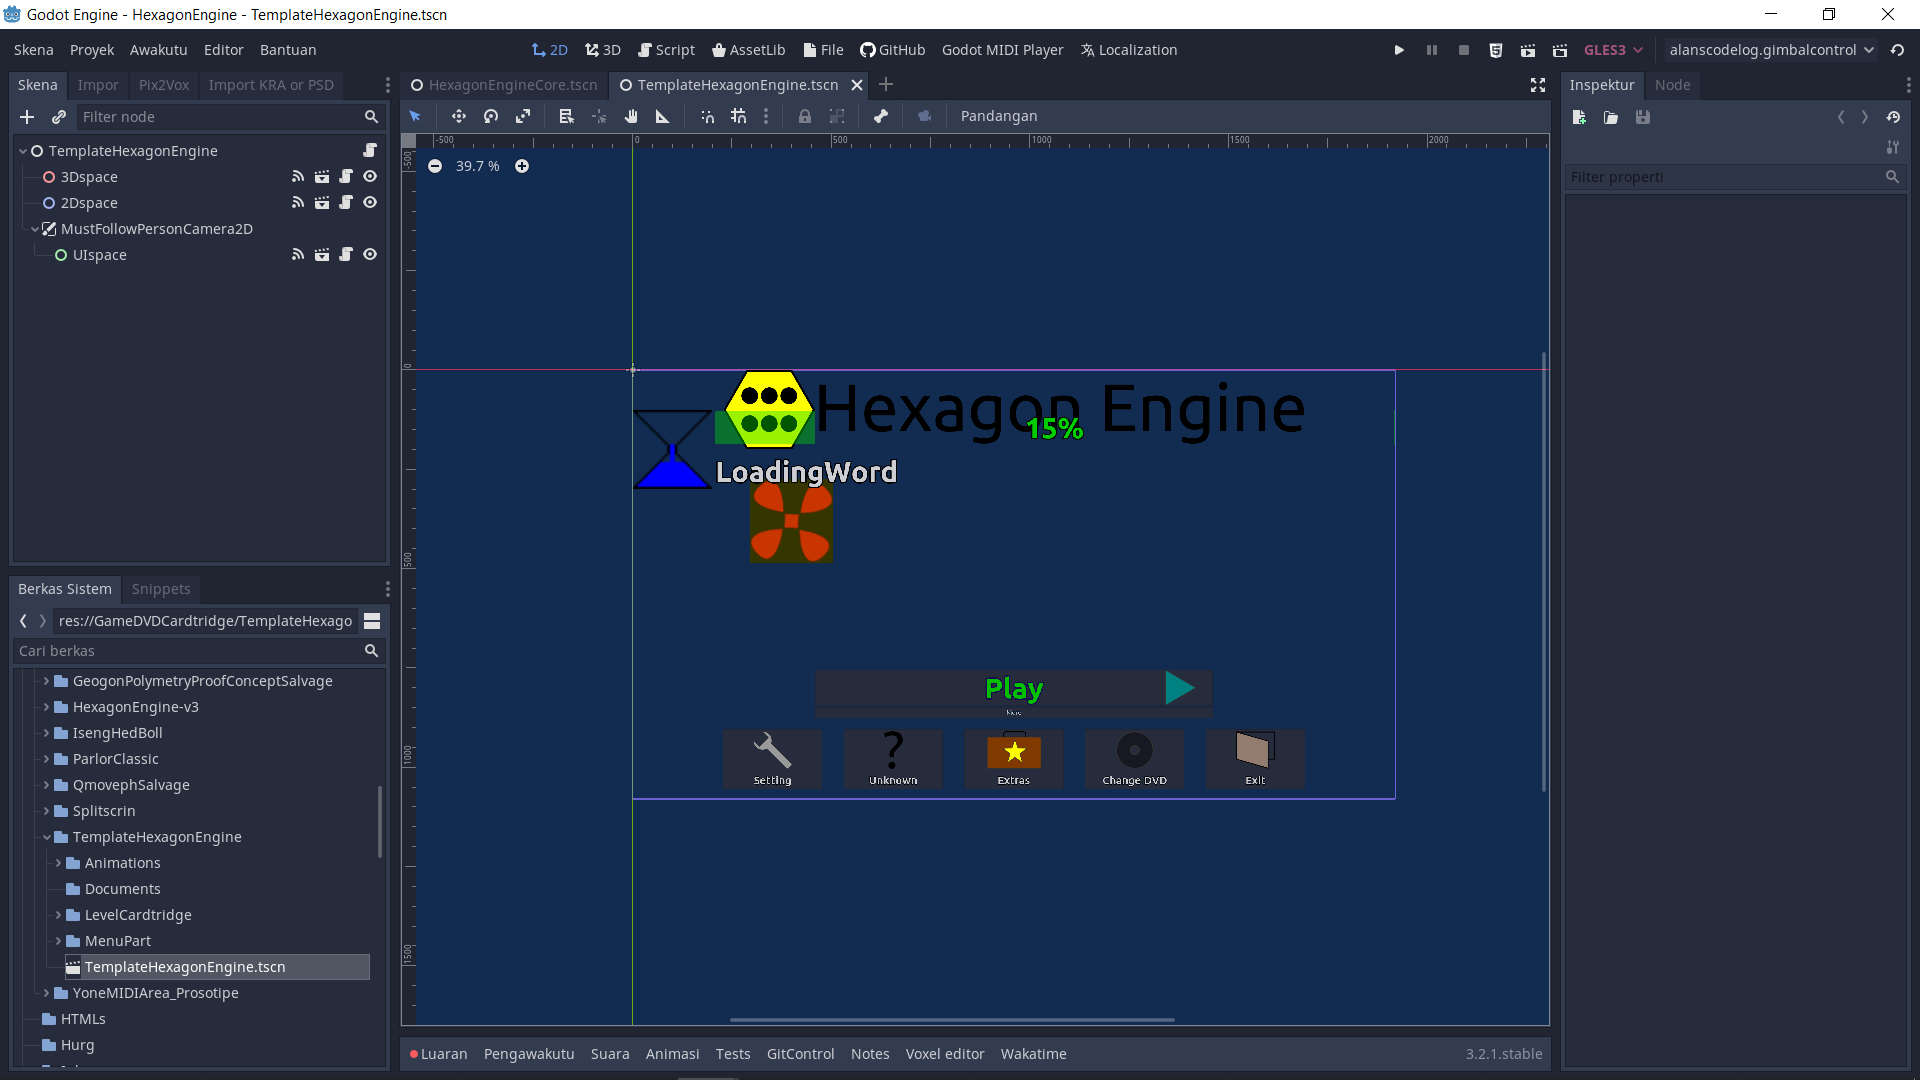 Godot Engine - HexagonEngine - TemplateHexagonEngine.tscn
Skena Proyek Awakutu Editor Bantuan
2D 3D Script AssetLib File GitHub Godot MIDI Player Localization
GLES3 alanscodelog.gimbalcontrol
Skena Impor Pix2Vox Import KRA or PSD
Filter node
TemplateHexagonEngine
3Dspace
2Dspace
MustFollowPersonCamera2D
UIspace
Berkas Sistem Snippets
res://GameDVDCardtridge/TemplateHexago
Cari berkas
GeogonPolymetryProofConceptSalvage
HexagonEngine-v3
IsengHedBoll
ParlorClassic
QmovephSalvage
Splitscrin
TemplateHexagonEngine
Animations
Documents
LevelCardtridge
MenuPart
TemplateHexagonEngine.tscn
YoneMIDIArea_Prosotipe
HTMLs
Hurg
HexagonEngineCore.tscn TemplateHexagonEngine.tscn
Pandangan
-500 0 500 1000 1500 2000
-500
0
500
1000
1500
39.7 %
Hexagon Engine
15%
LoadingWord
Play
Setting Unknown Extras Change DVD Exit
Luaran Pengawakutu Suara Animasi Tests GitControl Notes Voxel editor Wakatime
3.2.1.stable
Inspektur Node
Filter properti